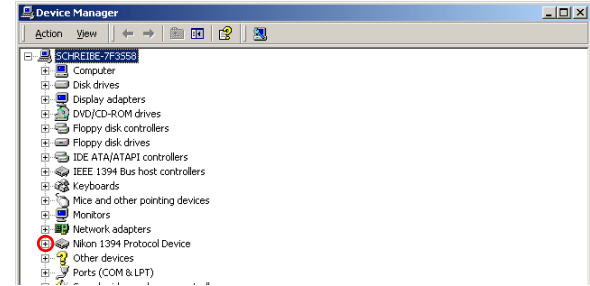 Device Manager
Action View
SCHREIBE-7F3558
Computer
Disk drives
Display adapters
DVD/CD-ROM drives
Floppy disk controllers
Floppy disk drives
IDE ATA/ATAPI controllers
IEEE 1394 Bus host controllers
Keyboards
Mice and other pointing devices
Monitors
Network adapters
Nikon 1394 Protocol Device
Other devices
Ports (COM & LPT)